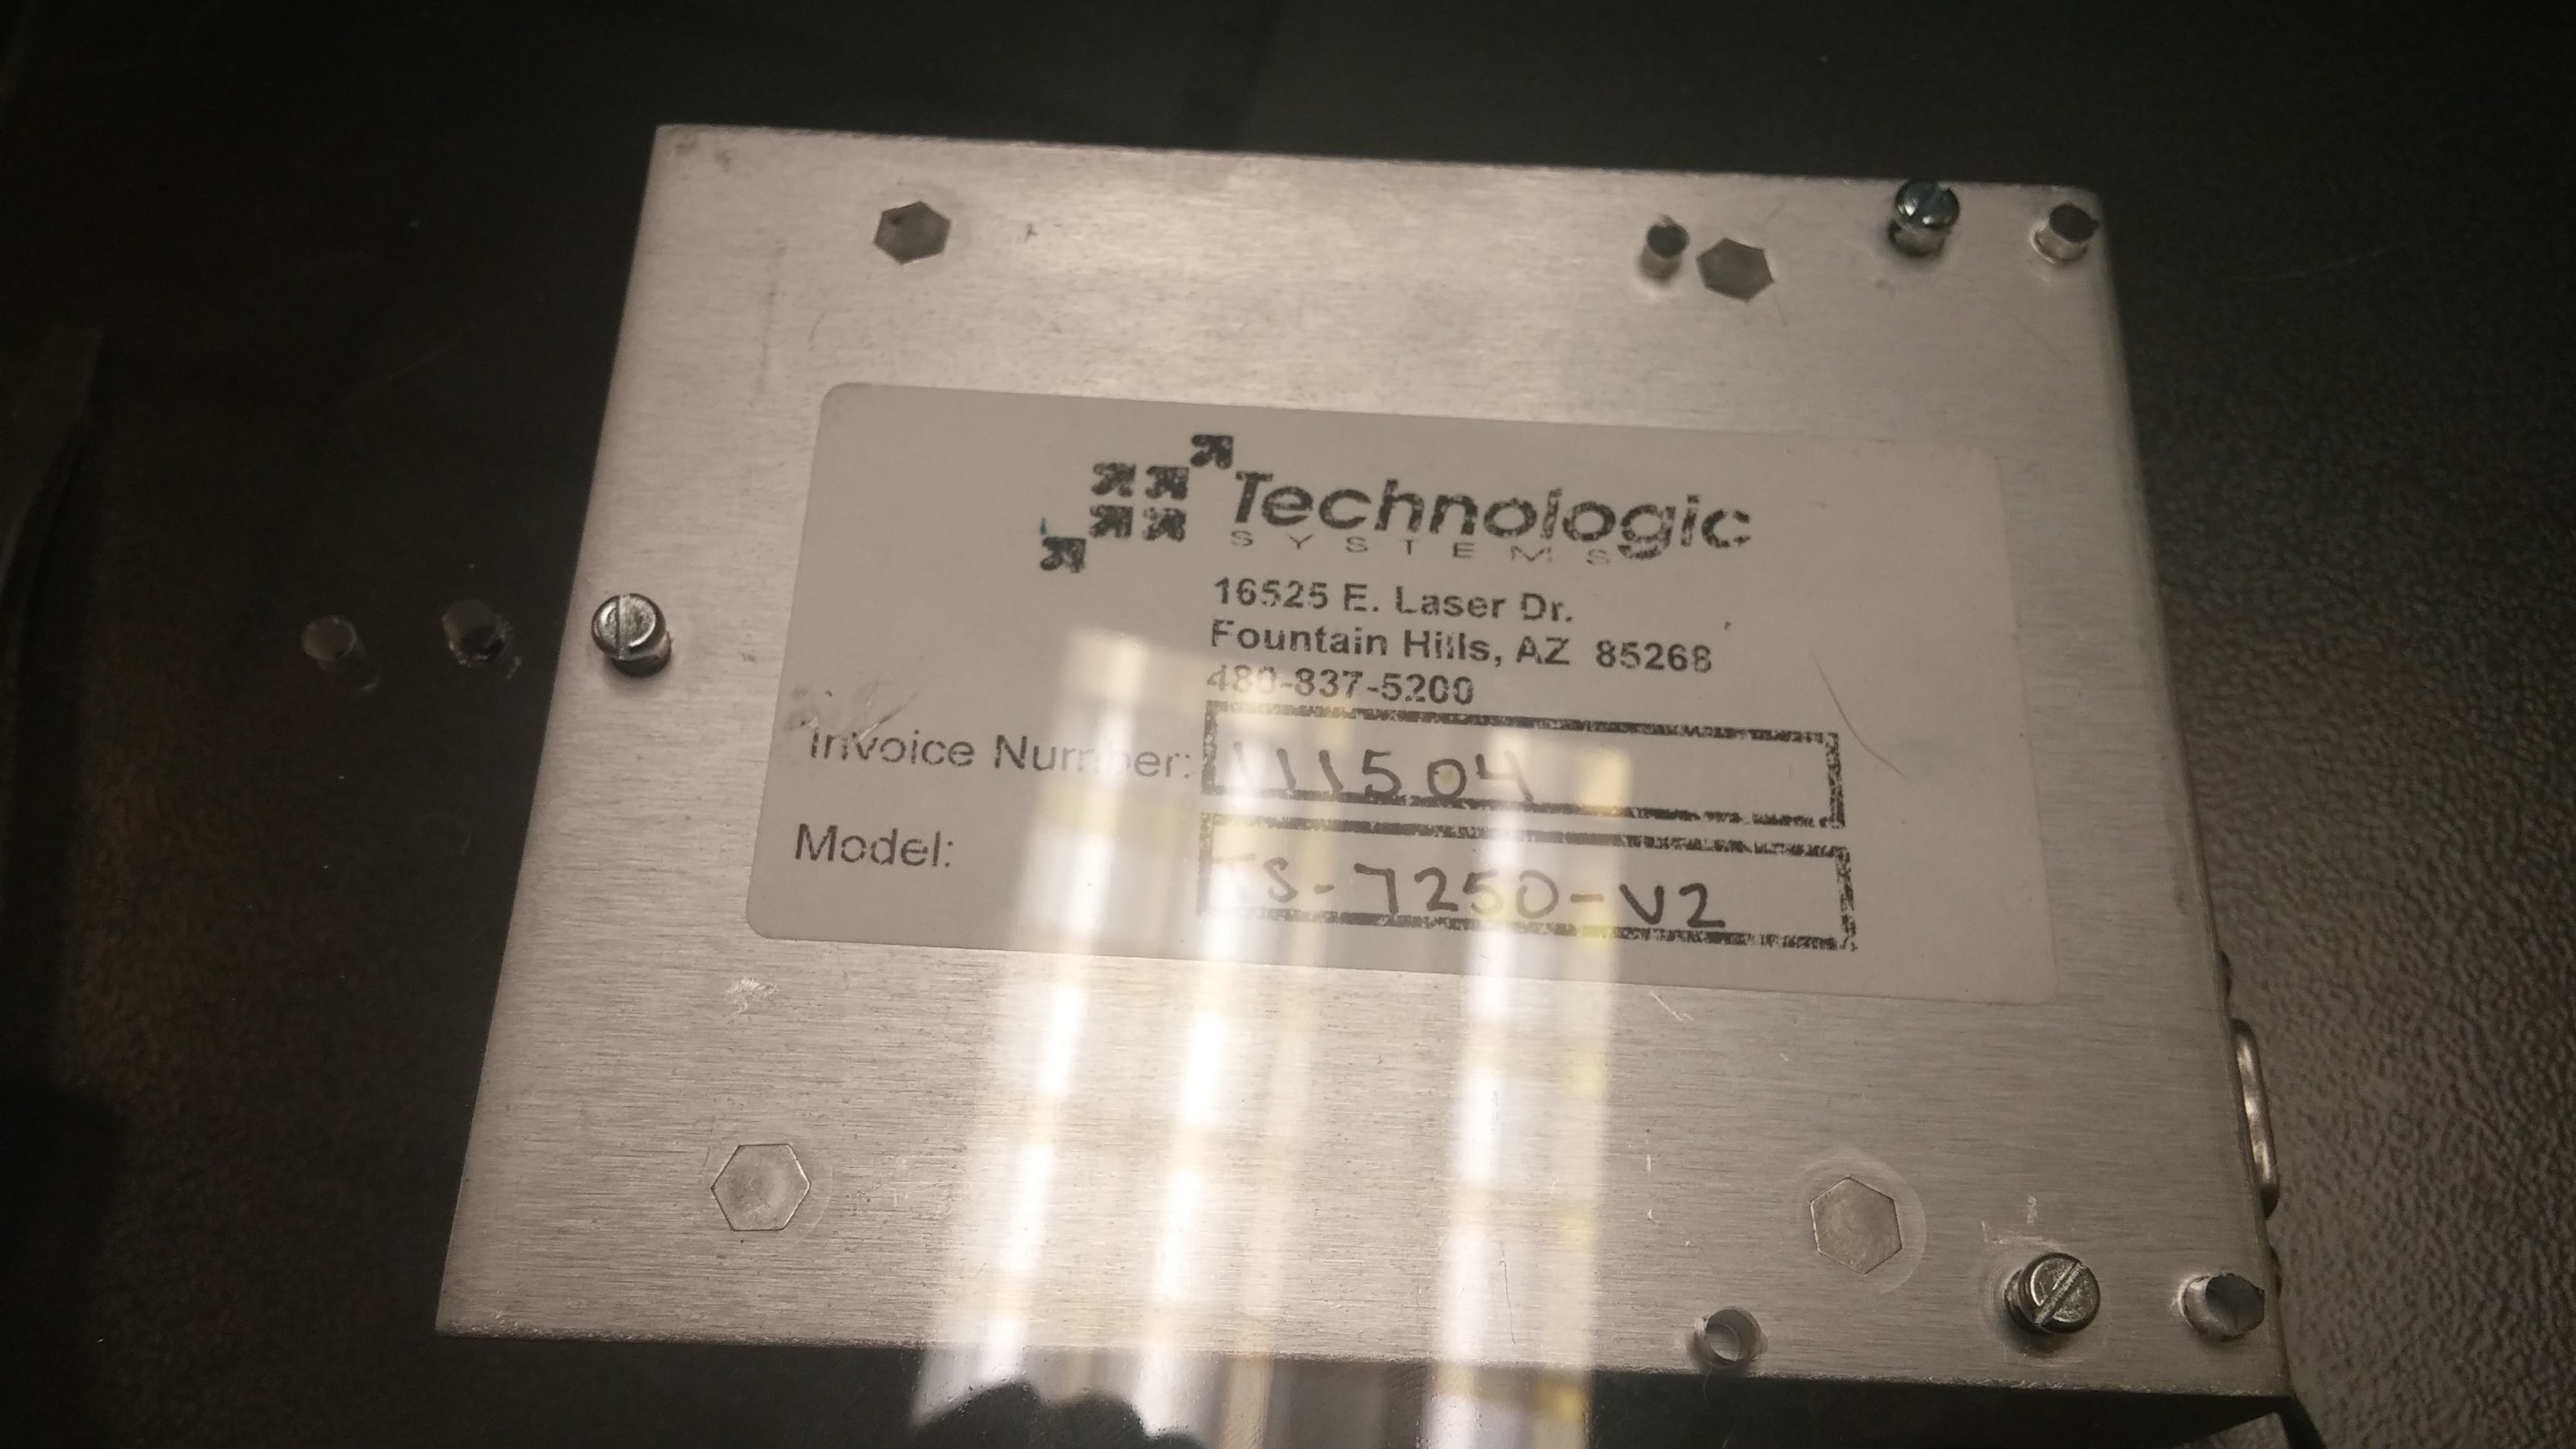 Technologic
SYSTEMS
16525 E. Laser Dr.
Fountain Hills, AZ 85268
480-837-5200
Invoice Number: 111504
Model: TS-7250-V2